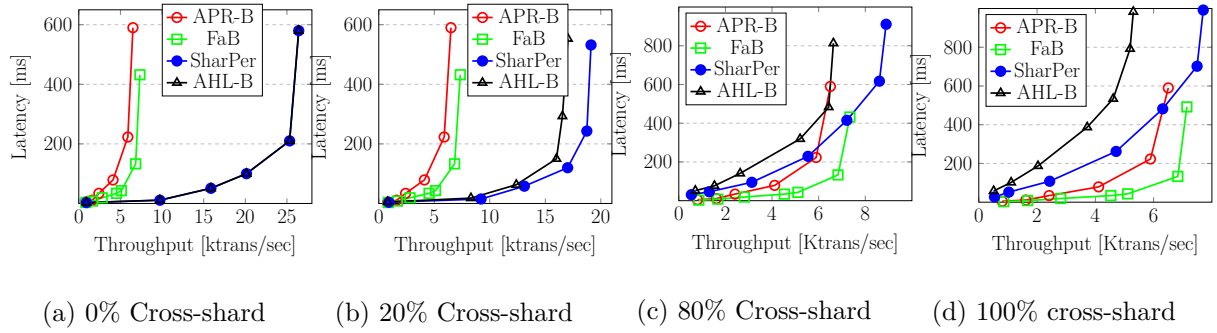 600
400
200
Latency [ms]
0 5 10 15 20 25
Throughput [ktrans/sec]
APR-B
FaB
SharPer
AHL-B
(a) 0% Cross-shard
600
400
200
Latency [ms]
0 5 10 15 20
Throughput [ktrans/sec]
APR-B
FaB
SharPer
AHL-B
(b) 20% Cross-shard
800
600
400
200
Latency [ms]
0 2 4 6 8
Throughput [Ktrans/sec]
APR-B
FaB
SharPer
AHL-B
(c) 80% Cross-shard
800
600
400
200
Latency [ms]
0 2 4 6
Throughput [Ktrans/sec]
APR-B
FaB
SharPer
AHL-B
(d) 100% cross-shard